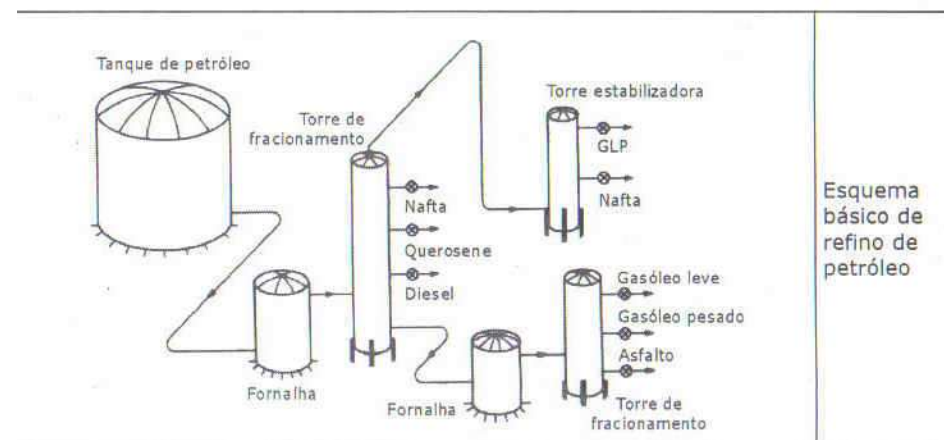 Tanque de petróleo
Torre de
fracionamento
Torre estabilizadora
GLP
Nafta
Nafta
Querosene
Diesel
Fornalha
Gasóleo leve
Gasóleo pesado
Asfalto
Fornalha
Torre de
fracionamento
Esquema
básico de
refino de
petróleo